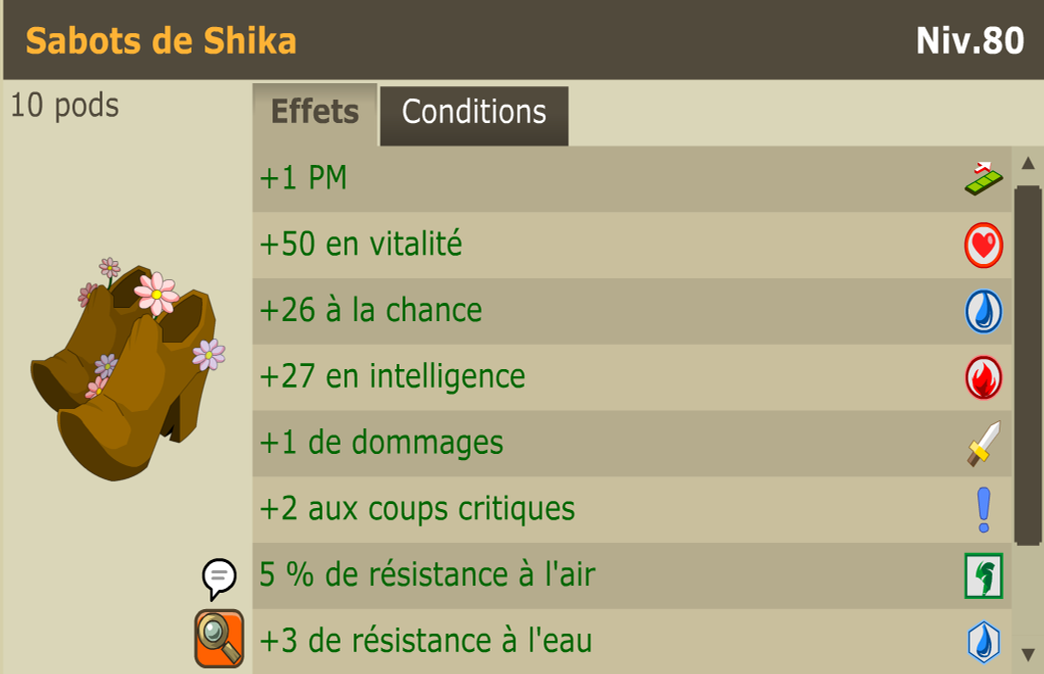 Sabots de Shika
Niv.80
10 pods
Effets
Conditions
+1 PM
+50 en vitalité
+26 à la chance
+27 en intelligence
+1 de dommages
+2 aux coups critiques
5 % de résistance à l'air
+3 de résistance à l'eau